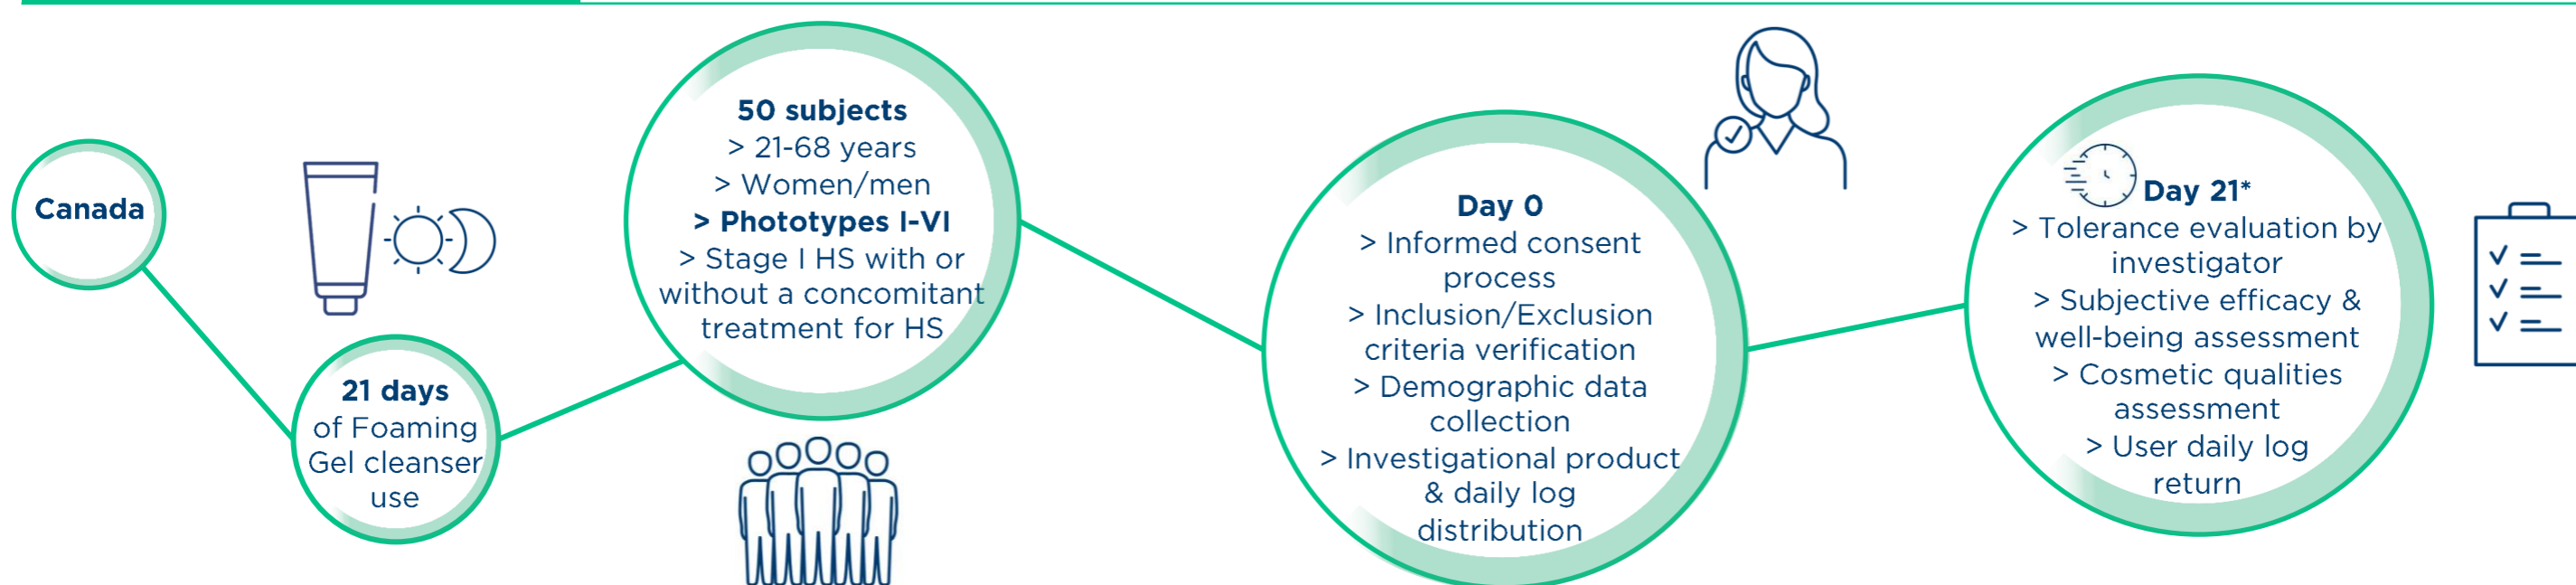 Canada
21 days
of Foaming
Gel cleanser
use
50 subjects
> 21-68 years
> Women/men
> Phototypes I-VI
> Stage I HS with or
without a concomitant
treatment for HS
Day 0
> Informed consent
process
> Inclusion/Exclusion
criteria verification
> Demographic data
collection
> Investigational product
& daily log
distribution
Day 21*
> Tolerance evaluation by
investigator
> Subjective efficacy &
well-being assessment
> Cosmetic qualities
assessment
> User daily log
return